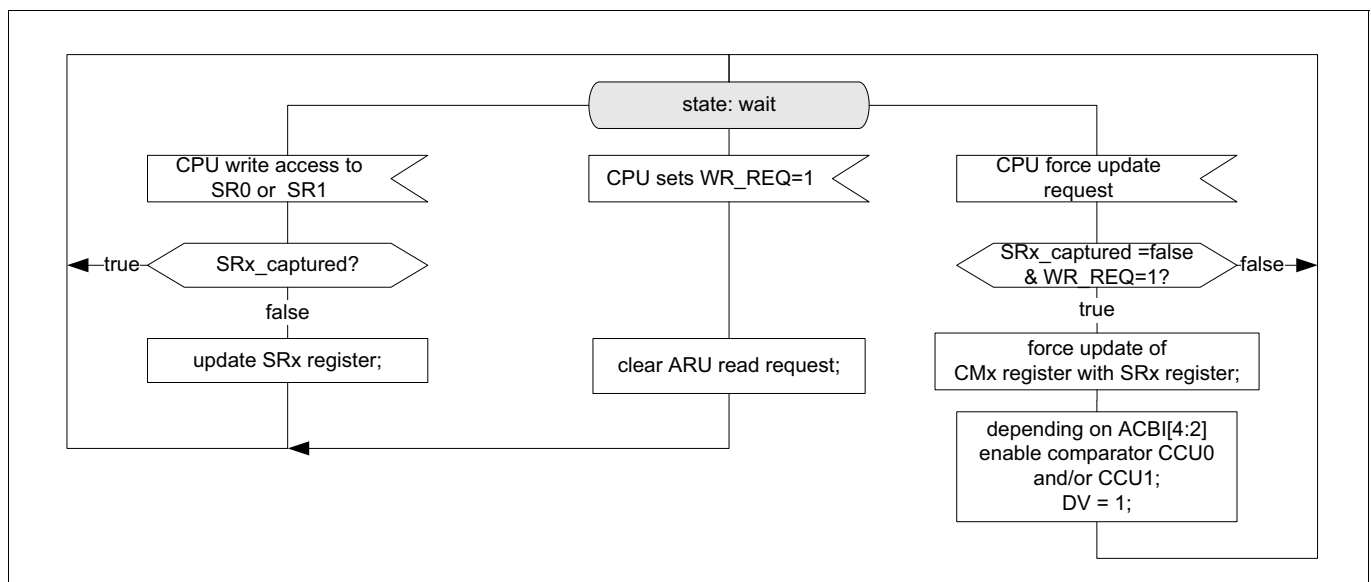 state: wait
CPU write access to
SR0 or SR1
CPU sets WR_REQ=1
CPU force update
request
true
SRx_captured?
SRx_captured =false
& WR_REQ=1?
false
false
true
update SRx register;
clear ARU read request;
force update of
CMx register with SRx register;
depending on ACBI[4:2]
enable comparator CCU0
and/or CCU1;
DV = 1;